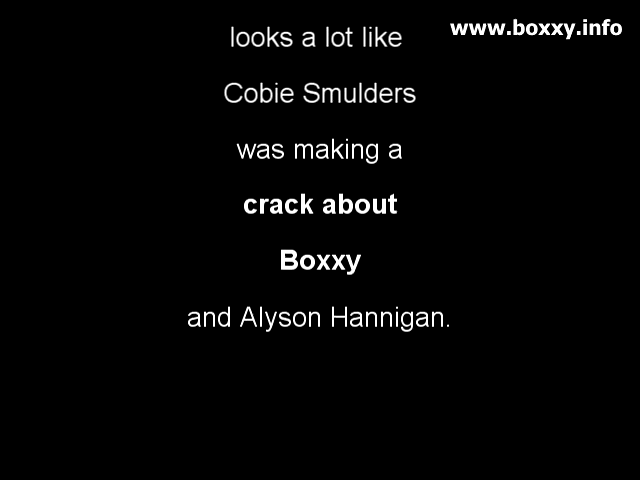 www.boxxy.info
looks a lot like
Cobie Smulders
was making a
crack about
Boxxy
and Alyson Hannigan.